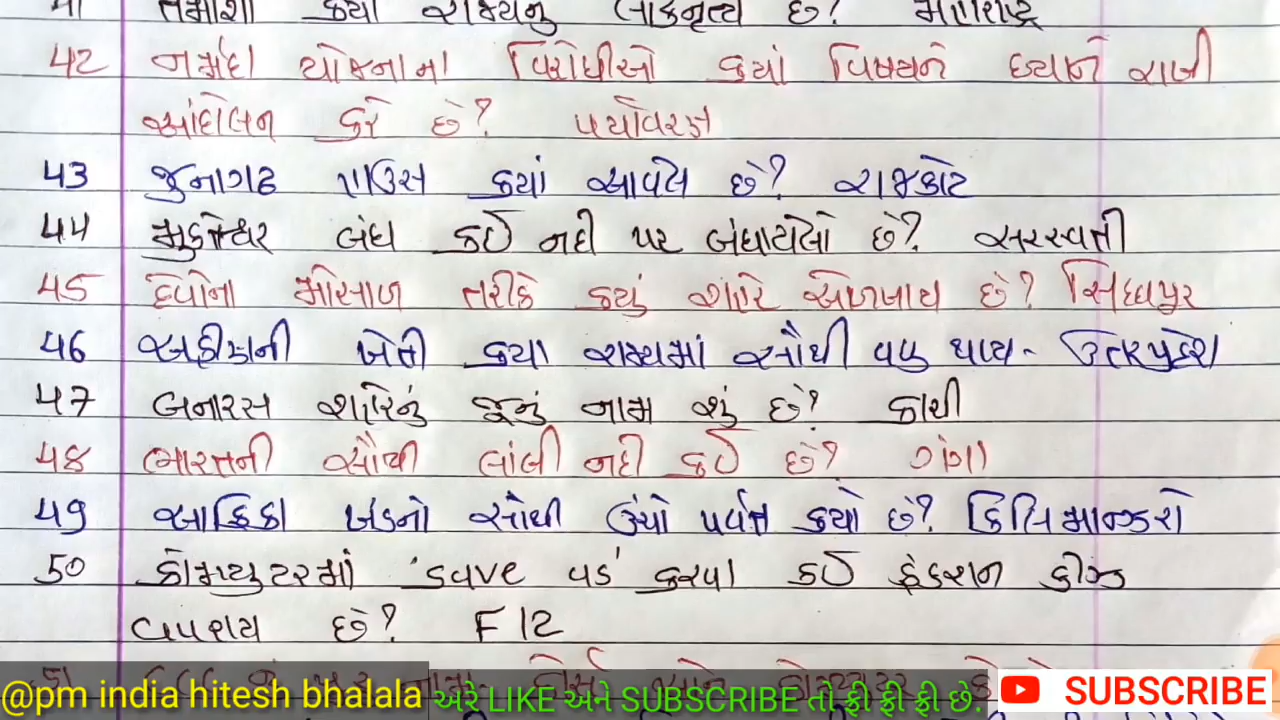 તમાશા કયા રાજ્યનું લોકનૃત્ય છે? મહારાષ્ટ્ર
42 નર્મદા યોજનાના વિરોધીઓ કયાં વિષયને ધ્યાને રાખી
આંદોલન કરે છે? પર્યાવરણ
43 જુનાગઢ હાઉસ કયાં આવેલ છે? રાજકોટ
44 મુક્તેશ્વર બંધ કઈ નદી પર બંધાયેલો છે? સરસ્વતી
45 દેવોના મોસાળ તરીકે કયું શહેર ઓળખાય છે? સિધ્ધપુર
46 અફીણની ખેતી કયા રાજ્યમાં સૌથી વધુ થાય - ઉત્તરપ્રદેશ
47 બનારસ શહેરનું જૂનું નામ શું છે? કાશી
48 ભારતની સૌથી લાંબી નદી કઈ છે? ગંગા
49 આફ્રિકા ખંડનો સૌથી ઉંચો પર્વત કયો છે? કિલિમાન્જરો
50 કોમ્પ્યુટરમાં 'save વડે' કરવા કઈ ફંકશન કીઝ
વપરાય છે? F12
@pm india hitesh bhalala અરે LIKE અને SUBSCRIBE તો ફ્રી ફ્રી ફ્રી છે. SUBSCRIBE